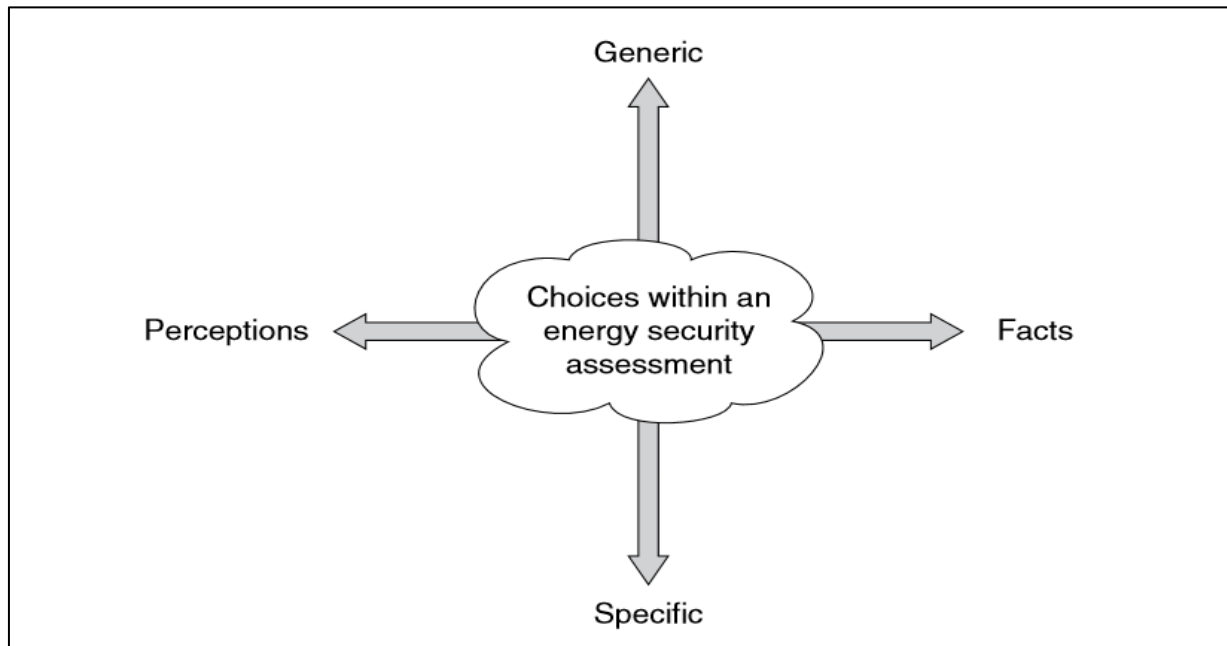 Generic
Perceptions
Choices within an
energy security
assessment
Facts
Specific